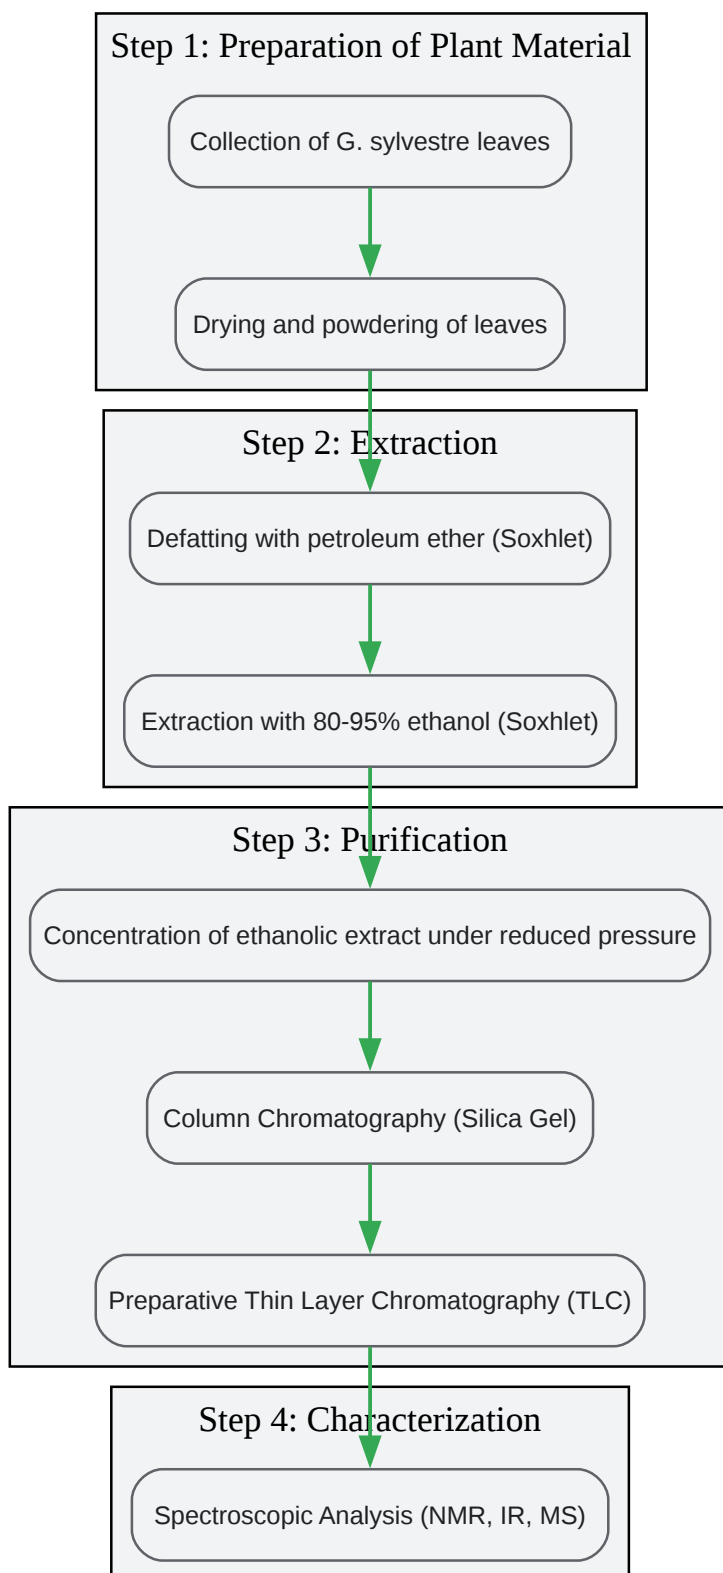 Step 1: Preparation of Plant Material
Collection of G. sylvestre leaves
Drying and powdering of leaves
Step 2: Extraction
Defatting with petroleum ether (Soxhlet)
Extraction with 80-95% ethanol (Soxhlet)
Step 3: Purification
Concentration of ethanolic extract under reduced pressure
Column Chromatography (Silica Gel)
Preparative Thin Layer Chromatography (TLC)
Step 4: Characterization
Spectroscopic Analysis (NMR, IR, MS)